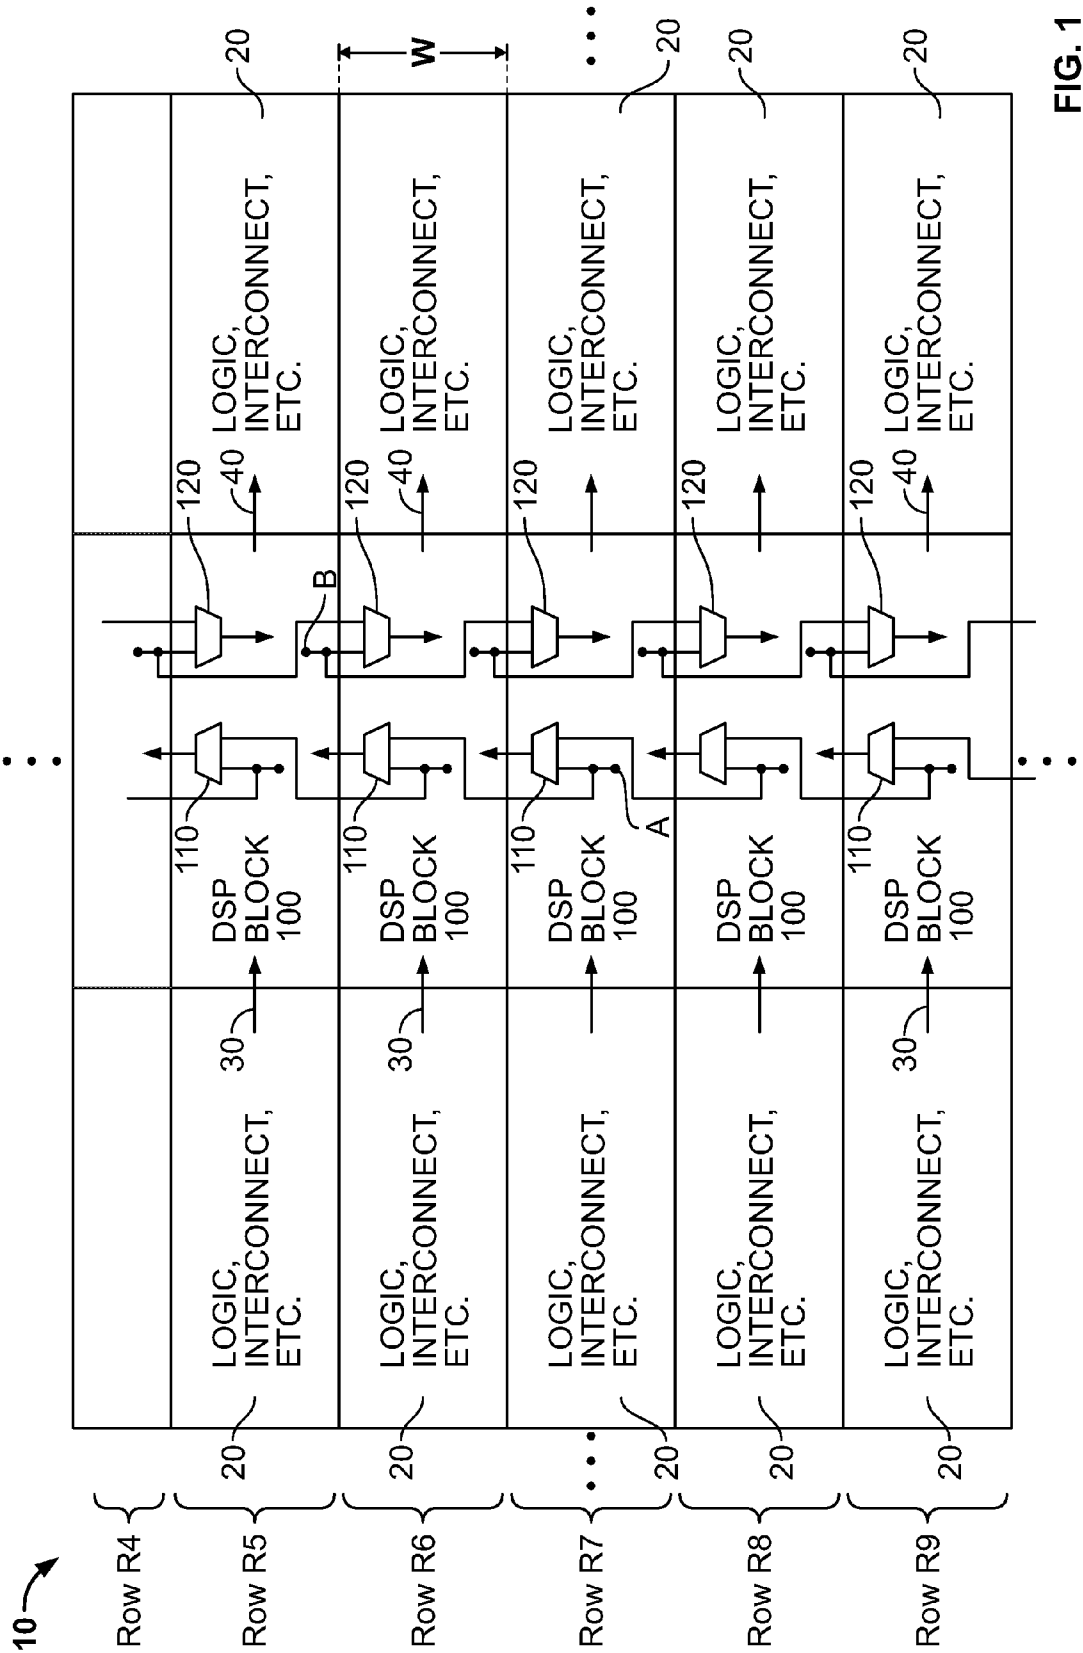 10
Row R4
Row R5
20
LOGIC,
INTERCONNECT,
ETC.
30
DSP
BLOCK
100
110
120
B
40
LOGIC,
INTERCONNECT,
ETC.
20
Row R6
20
LOGIC,
INTERCONNECT,
ETC.
30
DSP
BLOCK
100
110
120
40
LOGIC,
INTERCONNECT,
ETC.
W
Row R7
20
LOGIC,
INTERCONNECT,
ETC.
DSP
BLOCK
100
110
A
120
LOGIC,
INTERCONNECT,
ETC.
20
Row R8
20
LOGIC,
INTERCONNECT,
ETC.
DSP
BLOCK
100
120
LOGIC,
INTERCONNECT,
ETC.
20
Row R9
20
LOGIC,
INTERCONNECT,
ETC.
30
DSP
BLOCK
100
110
120
40
LOGIC,
INTERCONNECT,
ETC.
20
FIG. 1